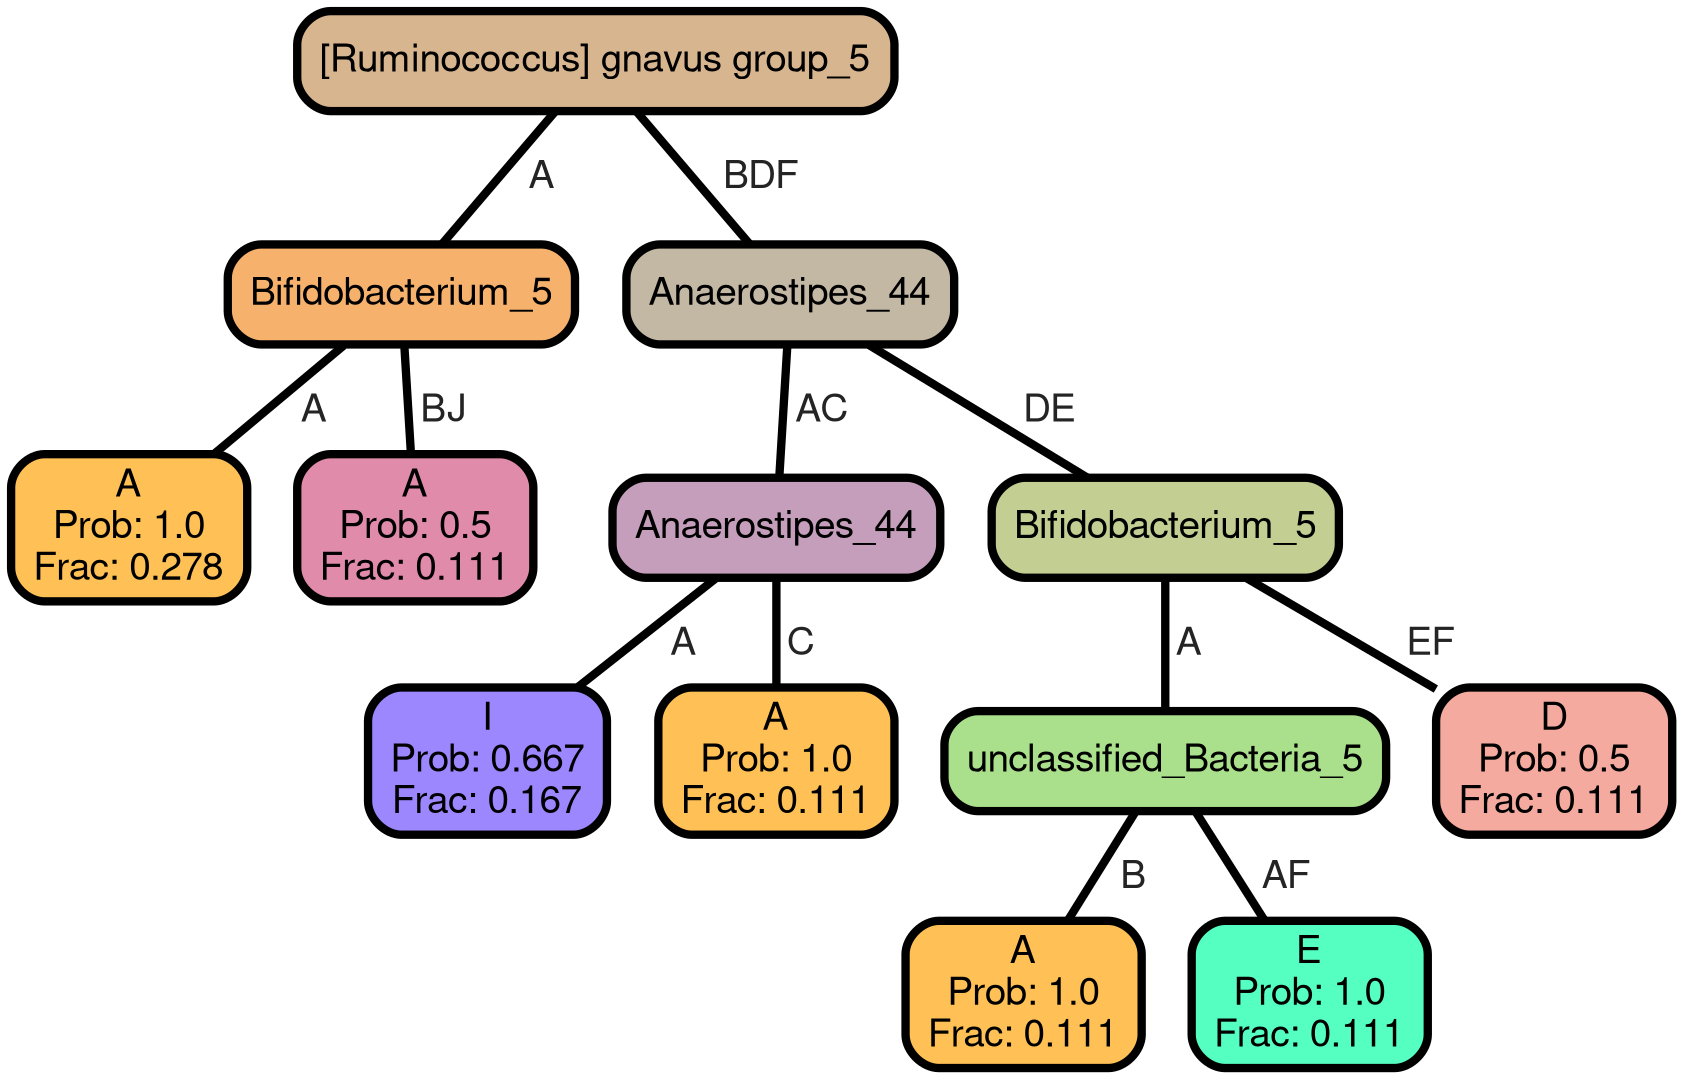 [Ruminococcus] gnavus group_5
A
BDF
Bifidobacterium_5
Anaerostipes_44
A
BJ
AC
DE
A
Prob: 1.0
Frac: 0.278
A
Prob: 0.5
Frac: 0.111
Anaerostipes_44
Bifidobacterium_5
A
C
A
EF
I
Prob: 0.667
Frac: 0.167
A
Prob: 1.0
Frac: 0.111
unclassified_Bacteria_5
D
Prob: 0.5
Frac: 0.111
B
AF
A
Prob: 1.0
Frac: 0.111
E
Prob: 1.0
Frac: 0.111